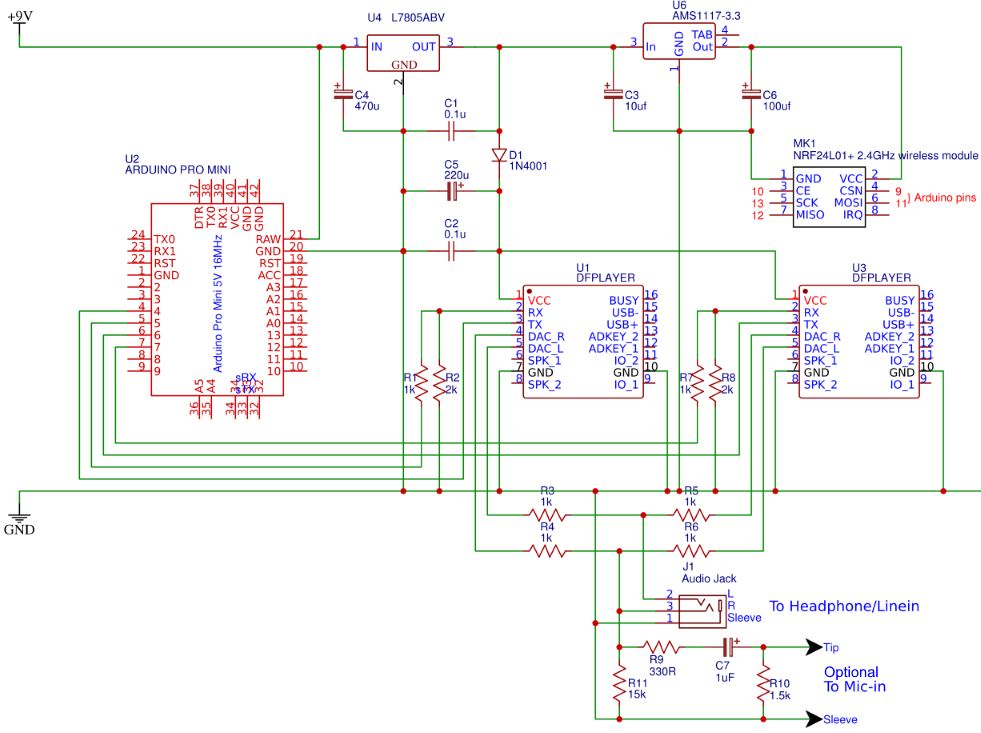 +9V
U4 L7805ABV
1 IN OUT 3
GND
2
U6
AMS1117-3.3
TAB 4
3 In GND Out 2
1
C4
470u
C1
0.1u
C3
10uf
C6
100uf
D1
1N4001
C5
220u
C2
0.1u
MK1
NRF24L01+ 2.4GHz wireless module
1 GND VCC 2
10 3 CE CSN 4 9
13 5 SCK MOSI 6 11 } Arduino pins
12 7 MISO IRQ 8
U2
ARDUINO PRO MINI
37 38 39 40 41 42
DTR TX0 RX1 VCC GND GND
24 TX0 RAW 21
23 RX1 GND 20
22 RST RST 19
1 GND ACC 18
2 2 A3 17
3 3 A2 16
4 4 A1 15
5 5 A0 14
6 6 13 13
7 7 12 12
8 8 11 11
9 9 10 10
Arduino Pro Mini 5V 16MHz
A5 A4 34 32
sRX
sTX
36 35 34 33 32
U1
DFPLAYER
1 VCC BUSY 16
2 RX USB- 15
3 TX USB+ 14
4 DAC_R ADKEY_2 13
5 DAC_L ADKEY_1 12
6 SPK_1 IO_2 11
7 GND GND 10
8 SPK_2 IO_1 9
U3
DFPLAYER
1 VCC BUSY 16
2 RX USB- 15
3 TX USB+ 14
4 DAC_R ADKEY_2 13
5 DAC_L ADKEY_1 12
6 SPK_1 IO_2 11
7 GND GND 10
8 SPK_2 IO_1 9
R1
1k
R2
2k
R7
1k
R8
2k
GND
R3
1k
R5
1k
R4
1k
R6
1k
J1
Audio Jack
2 L
3 R
1 Sleeve
To Headphone/Linein
R9
330R
C7
1uF
Tip
R11
15k
R10
1.5k
Optional
To Mic-in
Sleeve